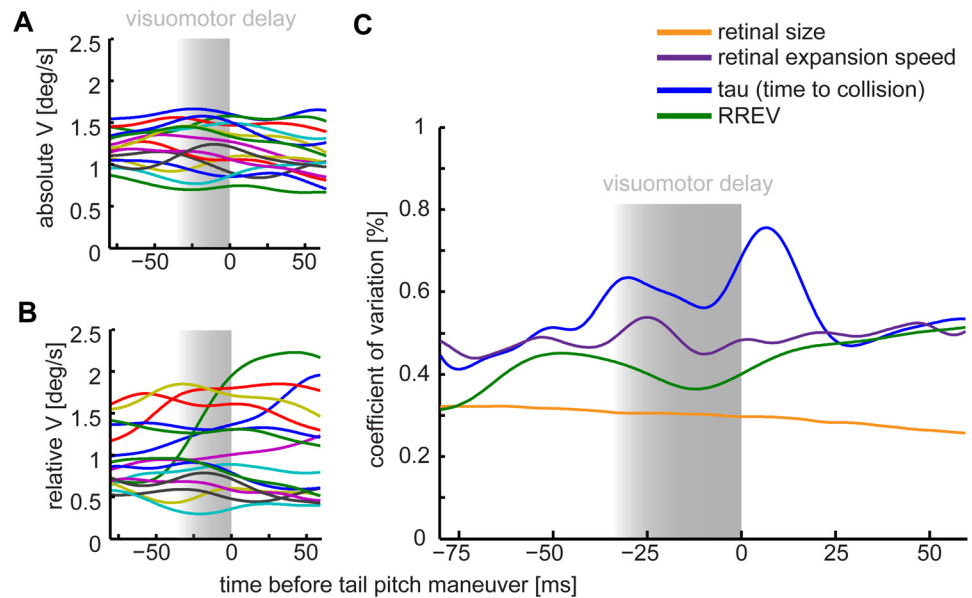 A
visuomotor delay
absolute V [deg/s]
2.5
2
1.5
1
0.5
0
−50
0
50
B
relative V [deg/s]
2.5
2
1.5
1
0.5
0
−50
0
50
C
retinal size
retinal expansion speed
tau (time to collision)
RREV
visuomotor delay
coefficient of variation [%]
1
0.8
0.6
0.4
0.2
0
−75
−50
−25
0
25
50
time before tail pitch maneuver [ms]